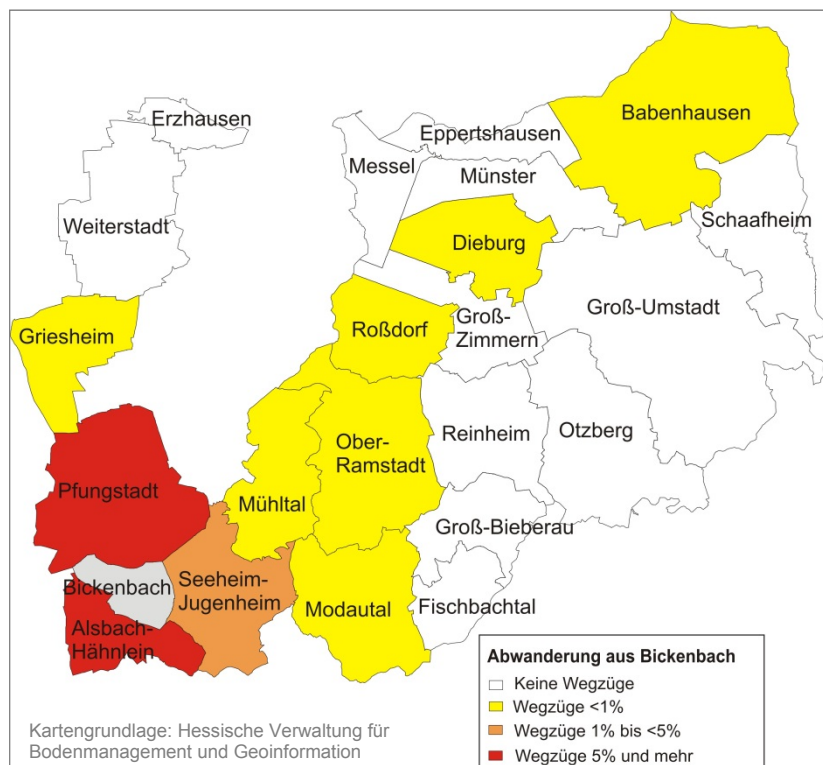 Babenhausen
Erzhausen
Eppertshausen
Messel
Münster
Schaafheim
Weiterstadt
Dieburg
Groß-Umstadt
Griesheim
Roßdorf
Groß-
Zimmern
Reinheim
Otzberg
Ober-
Ramstadt
Pfungstadt
Mühltal
Groß-Bieberau
Bickenbach
Seeheim-
Jugenheim
Modautal
Fischbachtal
Alsbach-
Hähnlein
Abwanderung aus Bickenbach
Keine Wegzüge
Wegzüge <1%
Wegzüge 1% bis <5%
Wegzüge 5% und mehr
Kartengrundlage: Hessische Verwaltung für
Bodenmanagement und Geoinformation